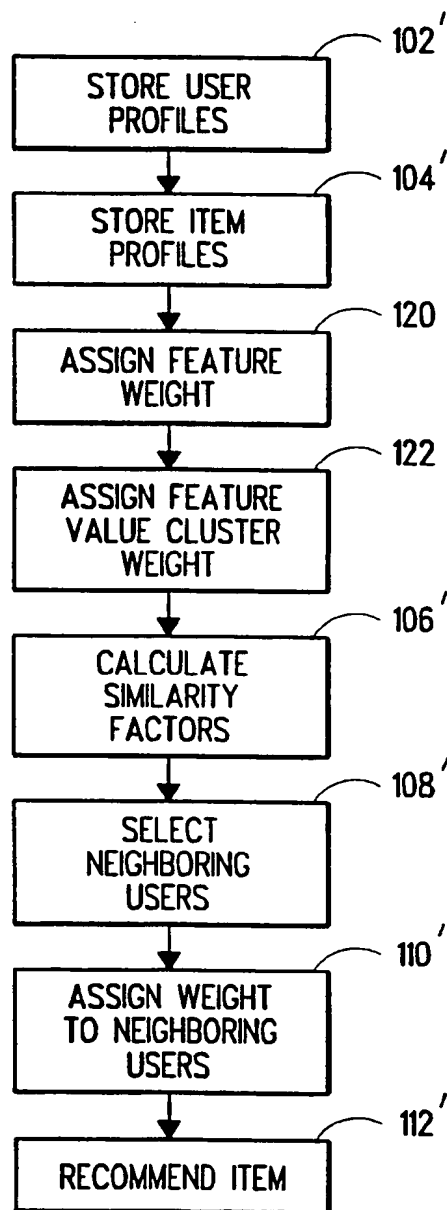 102'
STORE USER
PROFILES
104'
STORE ITEM
PROFILES
120
ASSIGN FEATURE
WEIGHT
122
ASSIGN FEATURE
VALUE CLUSTER
WEIGHT
106'
CALCULATE
SIMILARITY
FACTORS
108'
SELECT
NEIGHBORING
USERS
110'
ASSIGN WEIGHT
TO NEIGHBORING
USERS
112'
RECOMMEND ITEM